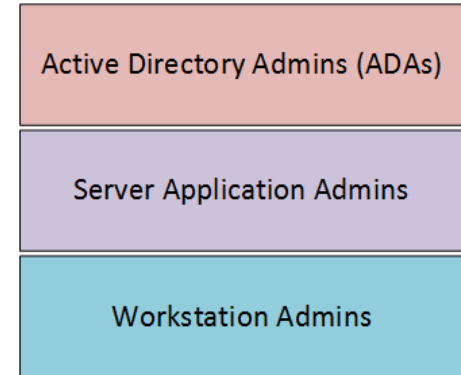 Active Directory Admins (ADAs)
Server Application Admins
Workstation Admins